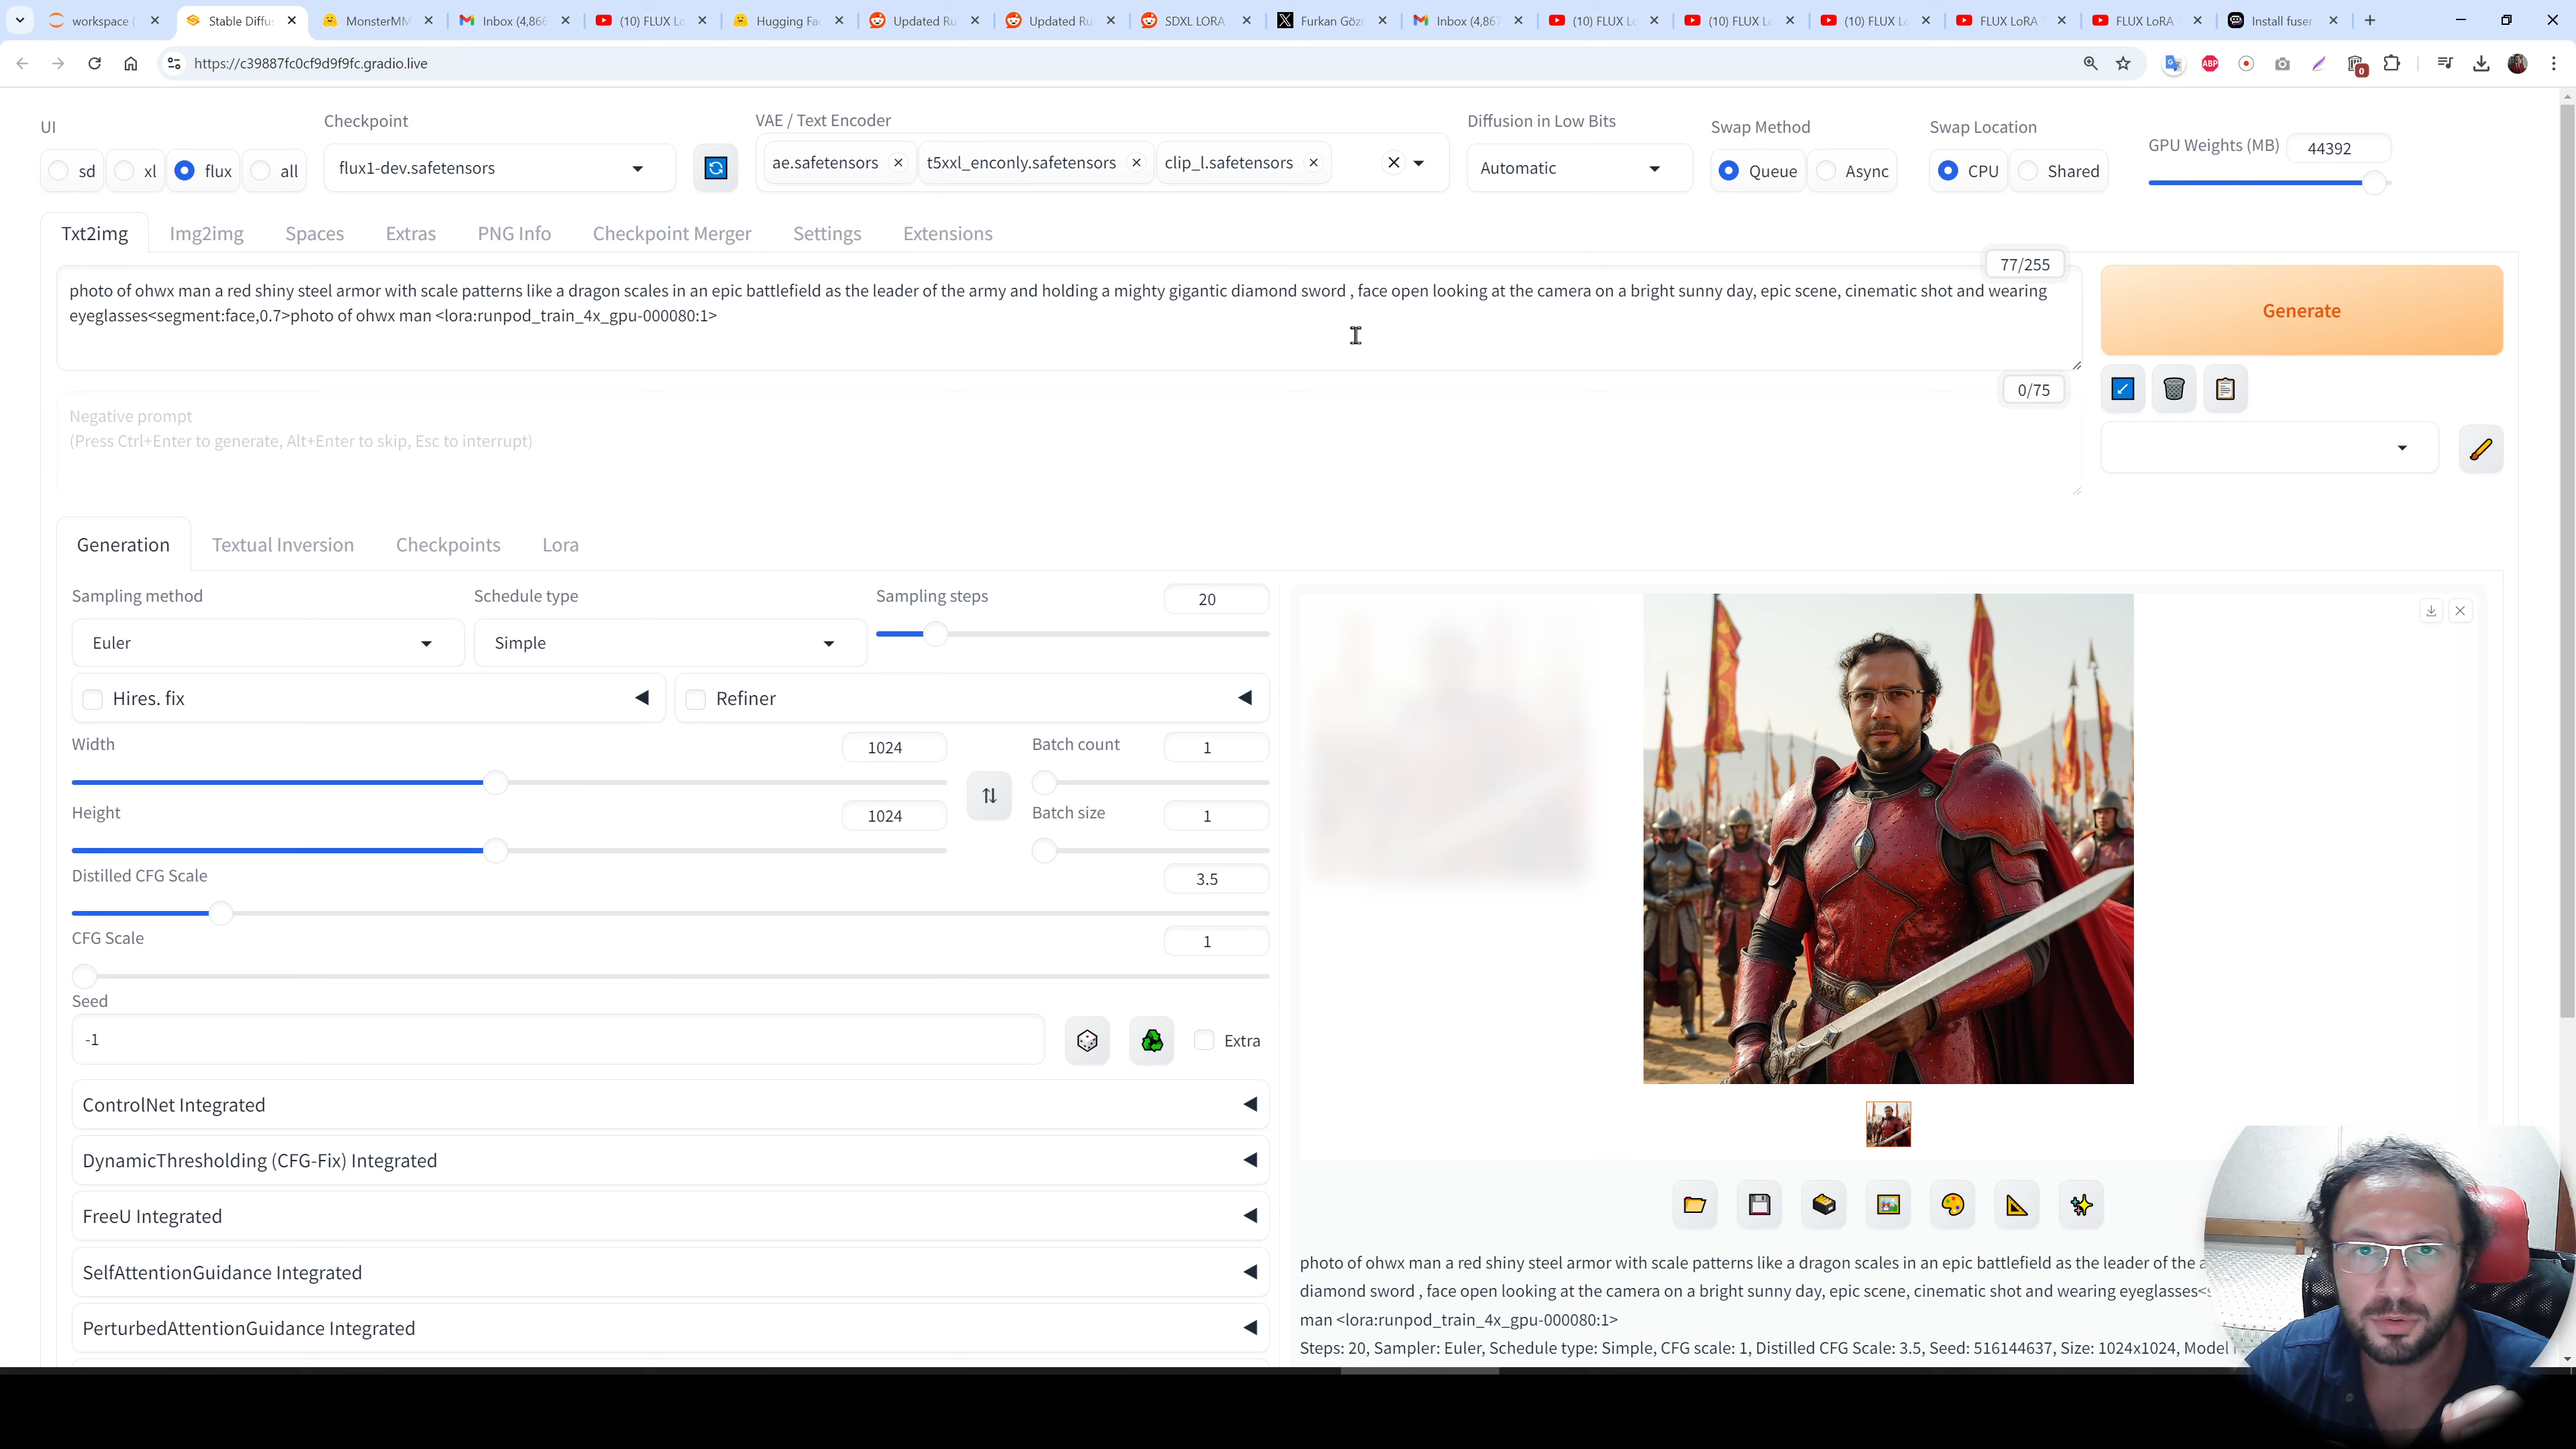 workspace (
Stable Diffu
MonsterMM
Inbox (4,866
(10) FLUX Lo
Hugging Fac
Updated Ru
Updated Ru
SDXL LORA
Furkan Göz
Inbox (4,867
(10) FLUX Lo
(10) FLUX Lo
(10) FLUX Lo
FLUX LoRA
FLUX LoRA
Install fuser
https://c39887fc0cf9d9f9fc.gradio.live
ABP
0
UI
sd
xl
flux
all
Checkpoint
flux1-dev.safetensors
VAE / Text Encoder
ae.safetensors
t5xxl_enconly.safetensors
clip_l.safetensors
Diffusion in Low Bits
Automatic
Swap Method
Queue
Async
Swap Location
CPU
Shared
GPU Weights (MB)
44392
Txt2img
Img2img
Spaces
Extras
PNG Info
Checkpoint Merger
Settings
Extensions
77/255
photo of ohwx man a red shiny steel armor with scale patterns like a dragon scales in an epic battlefield as the leader of the army and holding a mighty gigantic diamond sword , face open looking at the camera on a bright sunny day, epic scene, cinematic shot and wearing
eyeglasses<segment:face,0.7>photo of ohwx man <lora:runpod_train_4x_gpu-000080:1>
Generate
0/75
Negative prompt
(Press Ctrl+Enter to generate, Alt+Enter to skip, Esc to interrupt)
Generation
Textual Inversion
Checkpoints
Lora
Sampling method
Euler
Schedule type
Simple
Sampling steps
20
Hires. fix
Refiner
Width
1024
Batch count
1
Height
1024
Batch size
1
Distilled CFG Scale
3.5
CFG Scale
1
Seed
-1
Extra
ControlNet Integrated
DynamicThresholding (CFG-Fix) Integrated
FreeU Integrated
SelfAttentionGuidance Integrated
PerturbedAttentionGuidance Integrated
photo of ohwx man a red shiny steel armor with scale patterns like a dragon scales in an epic battlefield as the leader of the
diamond sword , face open looking at the camera on a bright sunny day, epic scene, cinematic shot and wearing eyeglasses<
man <lora:runpod_train_4x_gpu-000080:1>
Steps: 20, Sampler: Euler, Schedule type: Simple, CFG scale: 1, Distilled CFG Scale: 3.5, Seed: 516144637, Size: 1024x1024, Model